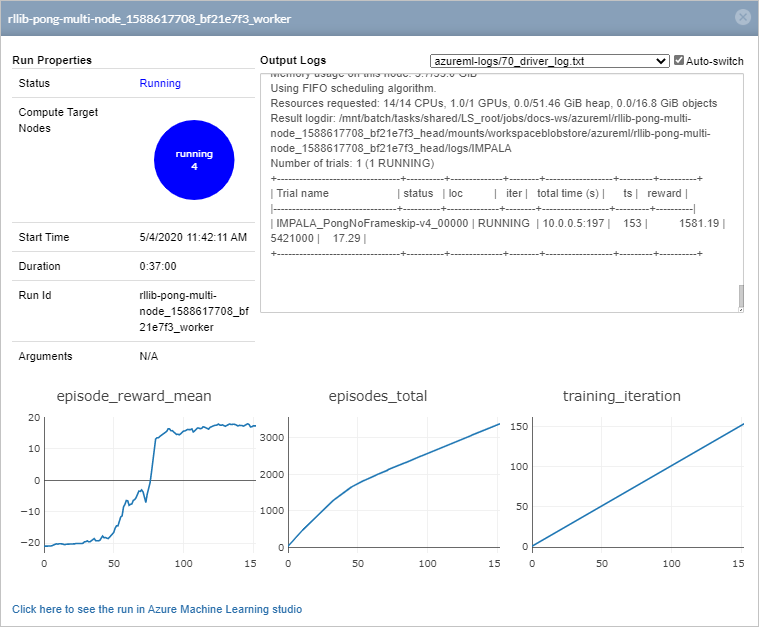 rllib-pong-multi-node_1588617708_bf21e7f3_worker
Run Properties
Status Running
Compute Target
Nodes
running
4
Start Time 5/4/2020 11:42:11 AM
Duration 0:37:00
Run Id rllib-pong-multi-
node_1588617708_bf
21e7f3_worker
Arguments N/A
Output Logs azureml-logs/70_driver_log.txt Auto-switch
Memory usage on this node: 5.7/55.0 GiB
Using FIFO scheduling algorithm.
Resources requested: 14/14 CPUs, 1.0/1 GPUs, 0.0/51.46 GiB heap, 0.0/16.8 GiB objects
Result logdir: /mnt/batch/tasks/shared/LS_root/jobs/docs-ws/azureml/rllib-pong-multi-
node_1588617708_bf21e7f3_head/mounts/workspaceblobstore/azureml/rllib-pong-multi-
node_1588617708_bf21e7f3_head/logs/IMPALA
Number of trials: 1 (1 RUNNING)
+--------------------------------+----------+---------------+--------+------------------+---------+----------+
| Trial name | status | loc | iter | total time (s) | ts | reward |
|--------------------------------+----------+---------------+--------+------------------+---------+----------|
| IMPALA_PongNoFrameskip-v4_00000 | RUNNING | 10.0.0.5:197 | 153 | 1581.19 |
5421000 | 17.29 |
+--------------------------------+----------+---------------+--------+------------------+---------+----------+
episode_reward_mean
20
10
0
−10
−20
0 50 100 15
episodes_total
3000
2000
1000
0
0 50 100 15
training_iteration
150
100
50
0
0 50 100 15
Click here to see the run in Azure Machine Learning studio